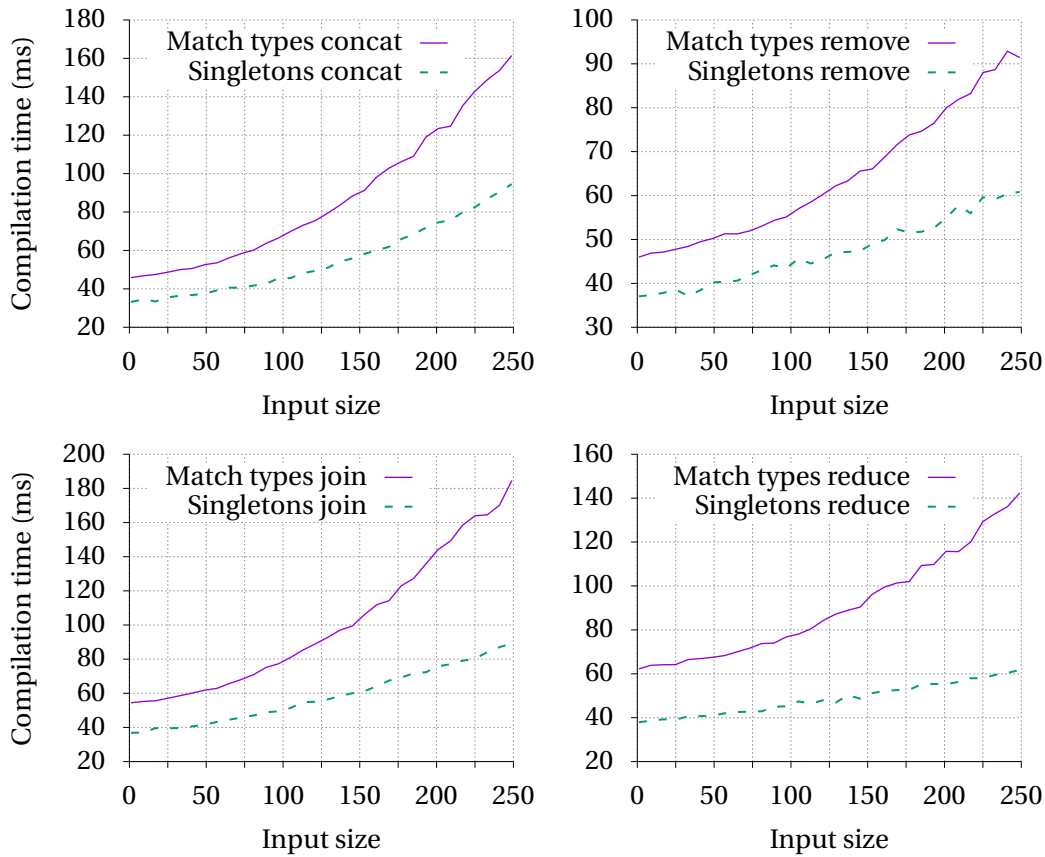 Compilation time (ms)
180
160
140
120
100
80
60
40
20
Match types concat
Singletons concat
0 50 100 150 200 250
Input size
100
90
80
70
60
50
40
30
Match types remove
Singletons remove
0 50 100 150 200 250
Input size
Compilation time (ms)
200
180
160
140
120
100
80
60
40
20
Match types join
Singletons join
0 50 100 150 200 250
Input size
160
140
120
100
80
60
40
20
Match types reduce
Singletons reduce
0 50 100 150 200 250
Input size